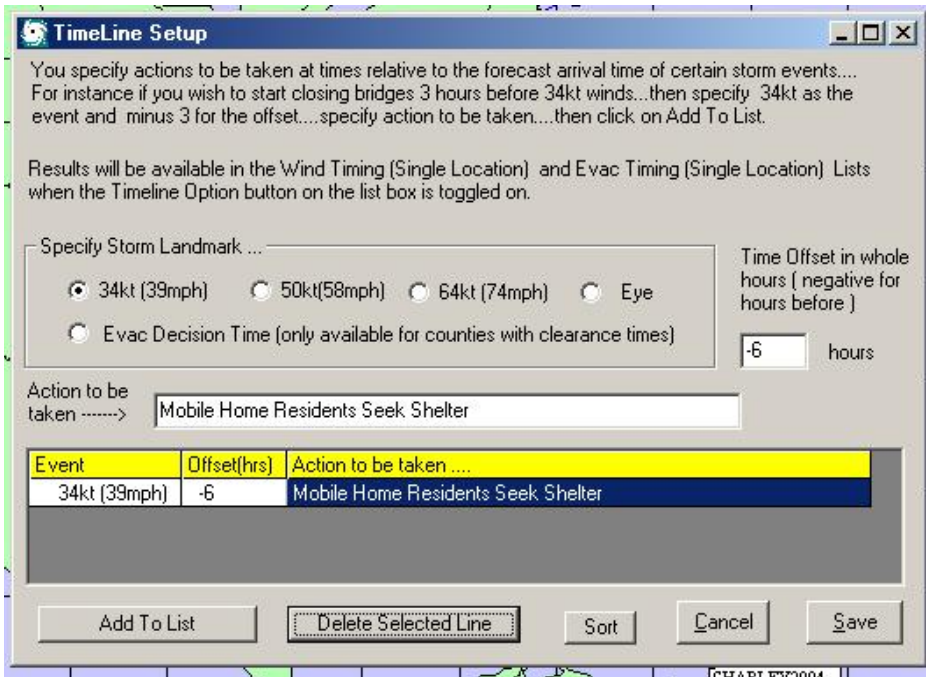 TimeLine Setup
You specify actions to be taken at times relative to the forecast arrival time of certain storm events....
For instance if you wish to start closing bridges 3 hours before 34kt winds...then specify 34kt as the
event and minus 3 for the offset....specify action to be taken....then click on Add To List.
Results will be available in the Wind Timing (Single Location) and Evac Timing (Single Location) Lists
when the Timeline Option button on the list box is toggled on.
Specify Storm Landmark ...
34kt (39mph) 50kt(58mph) 64kt (74mph) Eye
Evac Decision Time (only available for counties with clearance times)
Time Offset in whole
hours ( negative for
hours before )
-6 hours
Action to be
taken ------->
Mobile Home Residents Seek Shelter
Event Offset(hrs) Action to be taken ....
34kt (39mph) -6 Mobile Home Residents Seek Shelter
Add To List Delete Selected Line Sort Cancel Save
CHARLEY2004